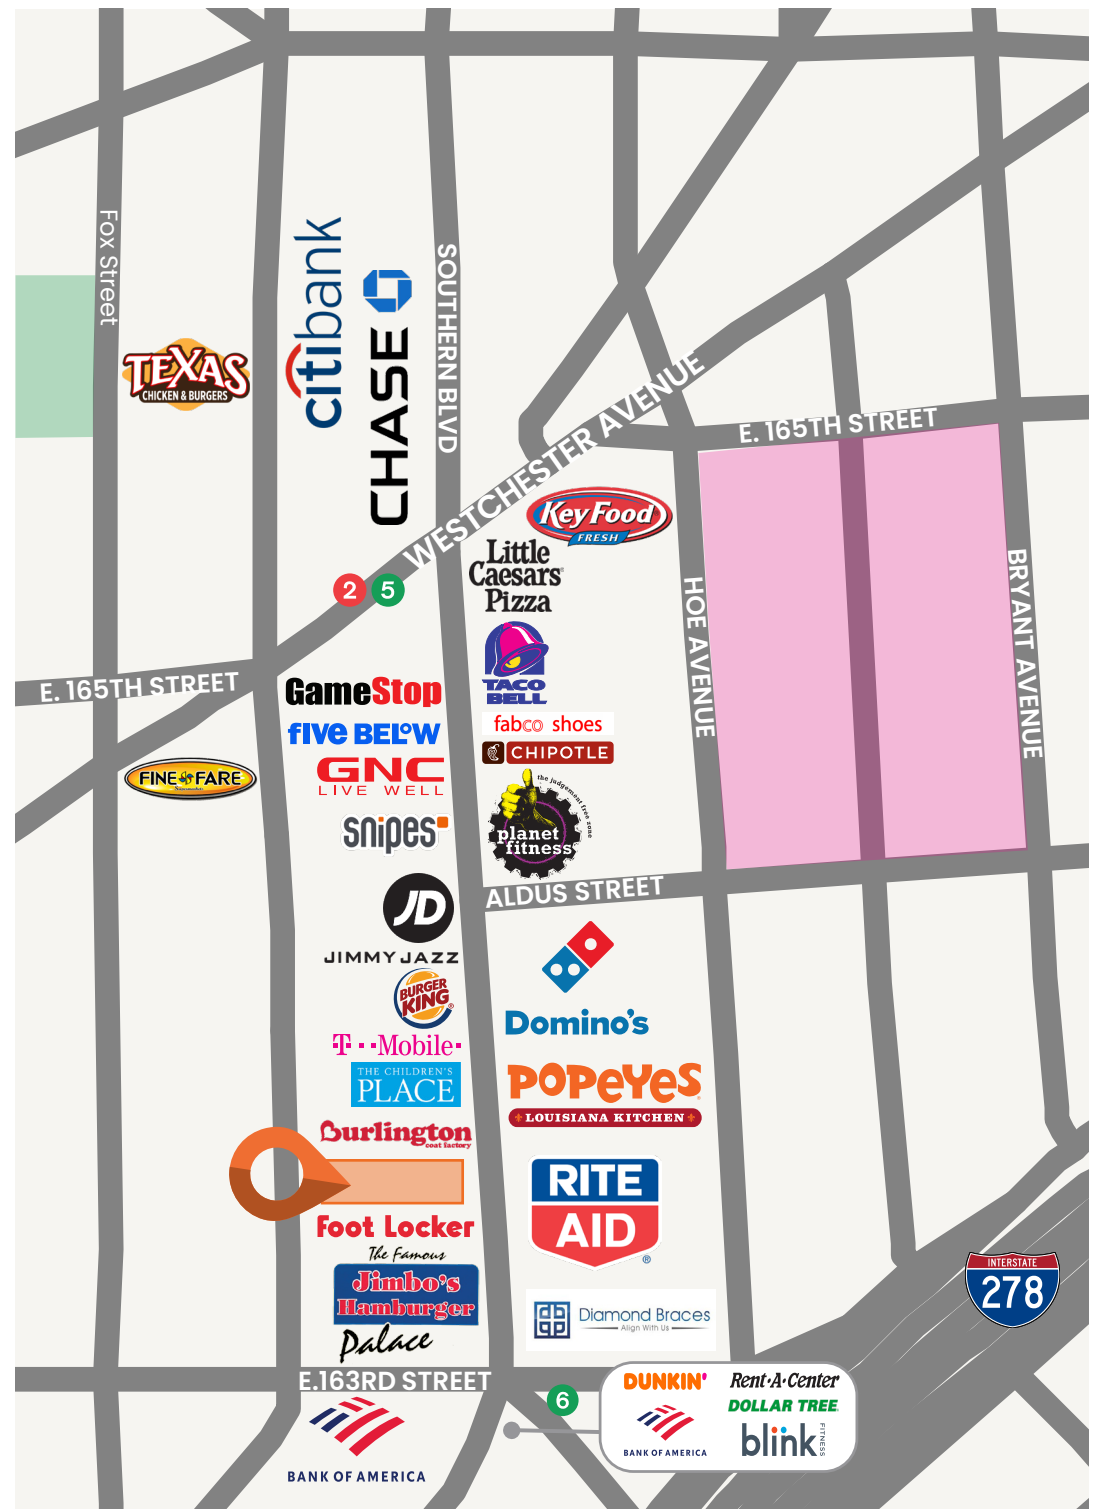 Fox Street
citibank
CHASE
SOUTHERN BLVD
TEXAS
CHICKEN & BURGERS
WESTCHESTER AVENUE
E. 165TH STREET
KeyFood
FRESH
Little
Caesars
Pizza
2
5
HOE AVENUE
BRYANT AVENUE
TACO
BELL
E. 165TH STREET
GameStop
fabco shoes
five BELOW
CHIPOTLE
GNC
LIVE WELL
FINE FARE
Supermarkets
the judgement free zone
planet
fitness
snipes
ALDUS STREET
JD
JIMMY JAZZ
BURGER
KING
®
Domino's
T··Mobile·
THE CHILDREN'S
PLACE
POPEYES
LOUISIANA KITCHEN
Burlington
coat factory
RITE
AID
®
Foot Locker
The Famous
Jimbo's
Hamburger
Palace
INTERSTATE
278
Diamond Braces
Align With Us
E.163RD STREET
6
DUNKIN'
Rent·A·Center
DOLLAR TREE
BANK OF AMERICA
blink
FITNESS
BANK OF AMERICA